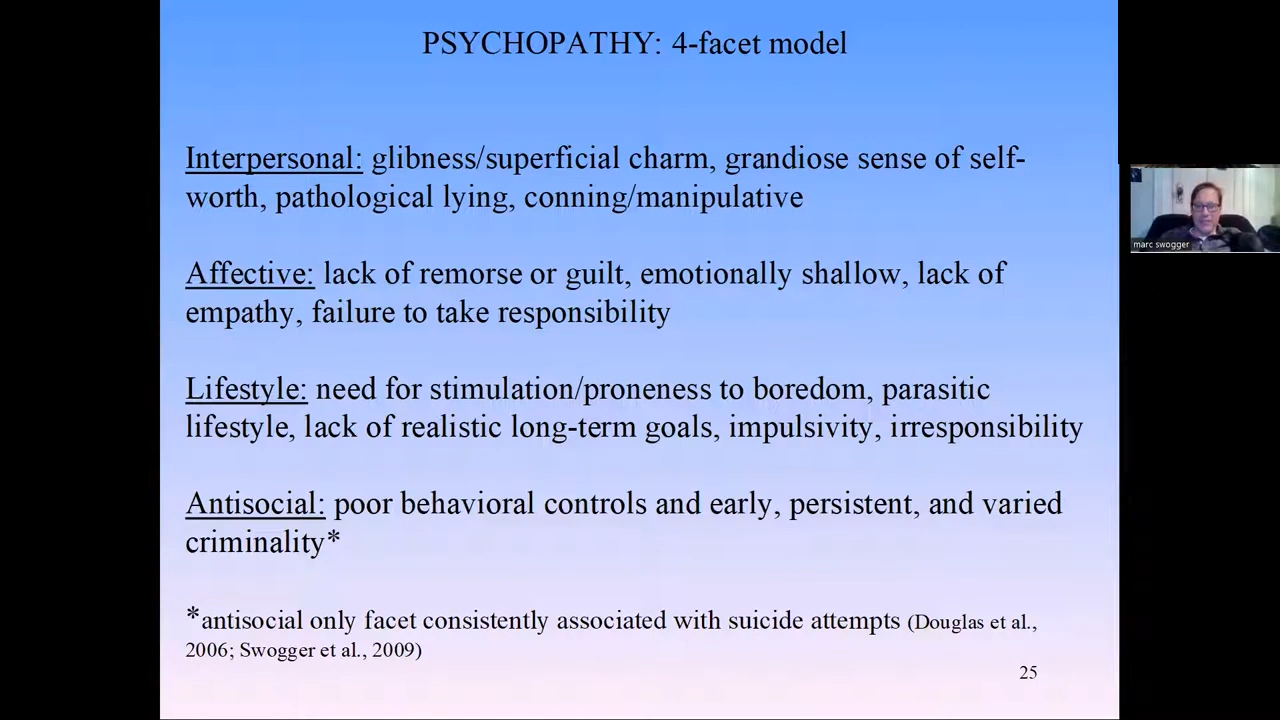 PSYCHOPATHY: 4-facet model
Interpersonal: glibness/superficial charm, grandiose sense of self-
worth, pathological lying, conning/manipulative
Affective: lack of remorse or guilt, emotionally shallow, lack of
empathy, failure to take responsibility
Lifestyle: need for stimulation/proneness to boredom, parasitic
lifestyle, lack of realistic long-term goals, impulsivity, irresponsibility
Antisocial: poor behavioral controls and early, persistent, and varied
criminality*
*antisocial only facet consistently associated with suicide attempts (Douglas et al.,
2006; Swogger et al., 2009)
25
marc swogger